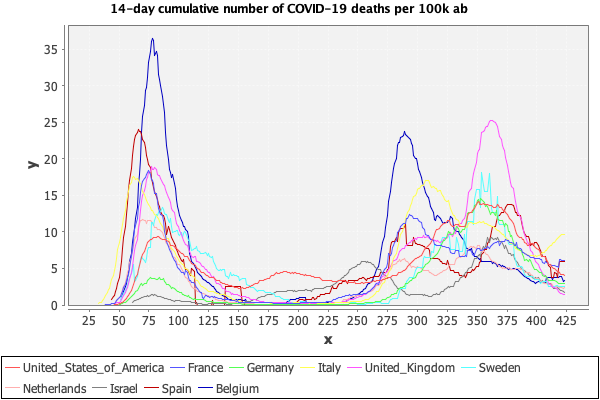 14-day cumulative number of COVID-19 deaths per 100k ab
35
30
25
20
15
10
5
0
y
25 50 75 100 125 150 175 200 225 250 275 300 325 350 375 400 425
x
United_States_of_America France Germany Italy United_Kingdom Sweden
Netherlands Israel Spain Belgium